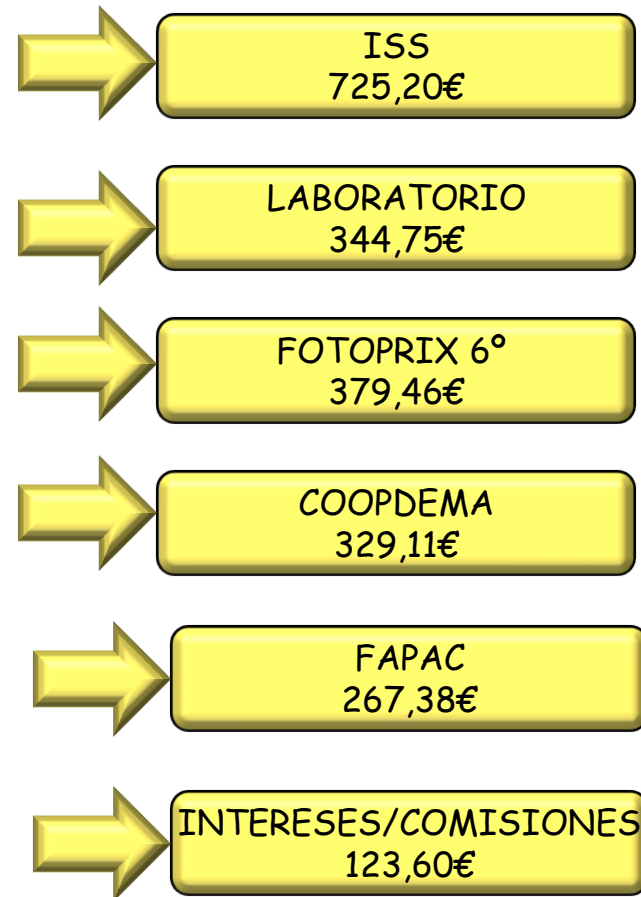 ISS
725,20€
LABORATORIO
344,75€
FOTOPRIX 6º
379,46€
COOPDEMA
329,11€
FAPAC
267,38€
INTERESES/COMISIONES
123,60€